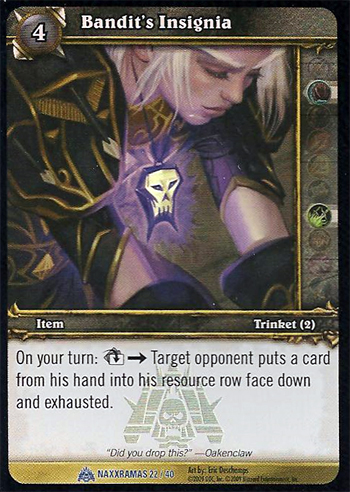 Bandit's Insignia
4
Item
Trinket (2)
On your turn: → Target opponent puts a card
from his hand into his resource row face down
and exhausted.
"Did you drop this?" —Oakenclaw
NAXXRAMAS 22 / 40
Art by: Eric Deschamps
©2009 UDC, Inc. ©2009 Blizzard Entertainment, Inc.